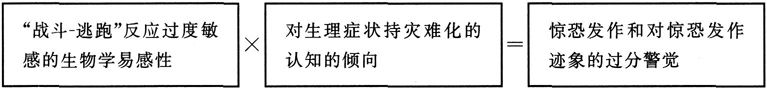 “战斗-逃跑”反应过度敏
感的生物学易感性
×
对生理症状持灾难化的
认知的倾向
=
惊恐发作和对惊恐发作
迹象的过分警觉